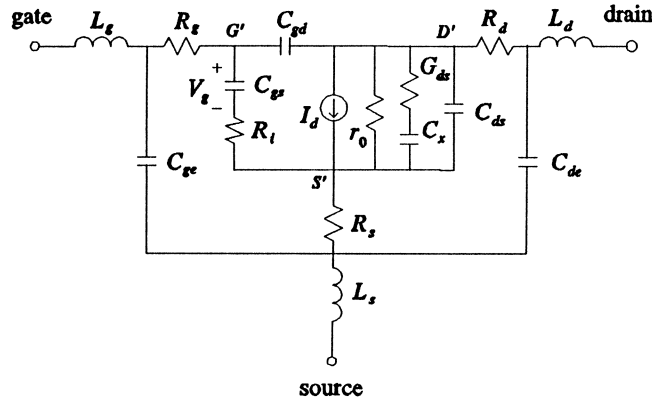 gate
L_g
R_g
G'
C_gd
D'
R_d
L_d
drain
+
V_g
−
C_gs
R_i
I_d
r_0
G_ds
C_x
C_ds
C_ge
S'
C_de
R_s
L_s
source